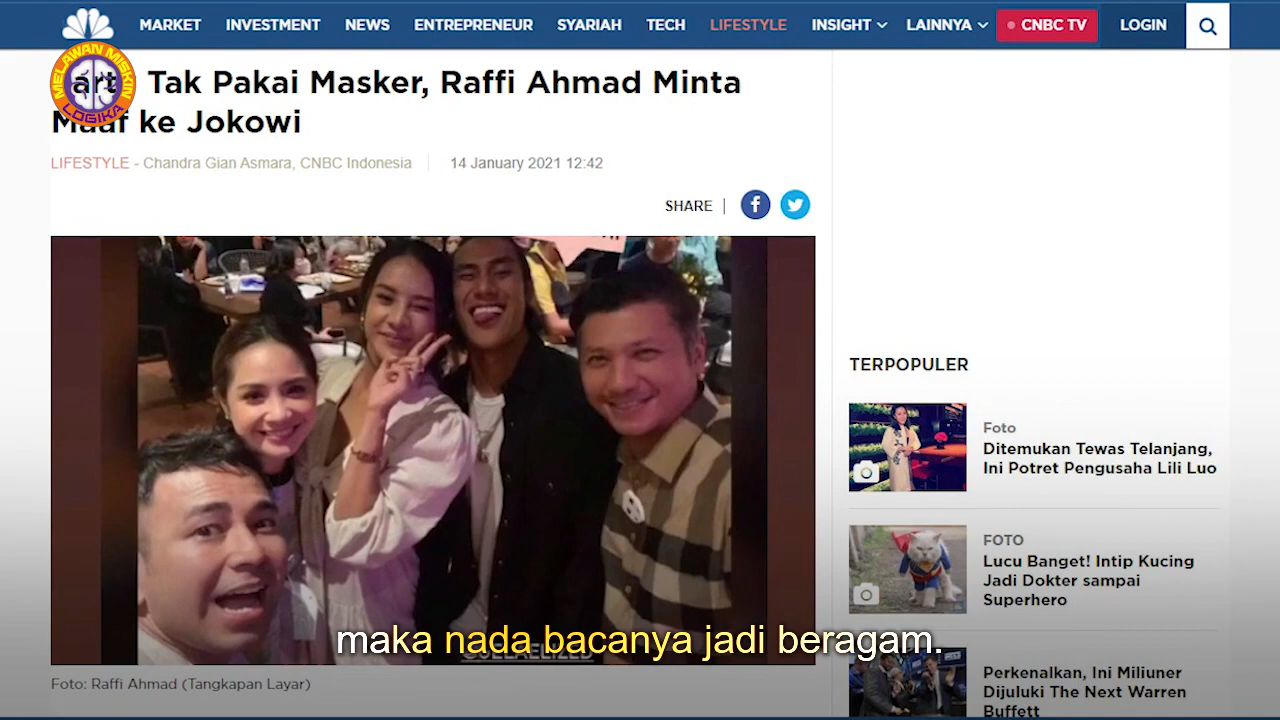 MARKET INVESTMENT NEWS ENTREPRENEUR SYARIAH TECH LIFESTYLE INSIGHT LAINNYA CNBC TV LOGIN
MELAWAN MISKIN
LOGIKA
Tak Pakai Masker, Raffi Ahmad Minta
Maaf ke Jokowi
LIFESTYLE - Chandra Gian Asmara, CNBC Indonesia 14 January 2021 12:42
SHARE
TERPOPULER
Foto
Ditemukan Tewas Telanjang,
Ini Potret Pengusaha Lili Luo
FOTO
Lucu Banget! Intip Kucing
Jadi Dokter sampai
Superhero
maka nada bacanya jadi beragam.
Perkenalkan, Ini Miliuner
Dijuluki The Next Warren
Buffett
Foto: Raffi Ahmad (Tangkapan Layar)